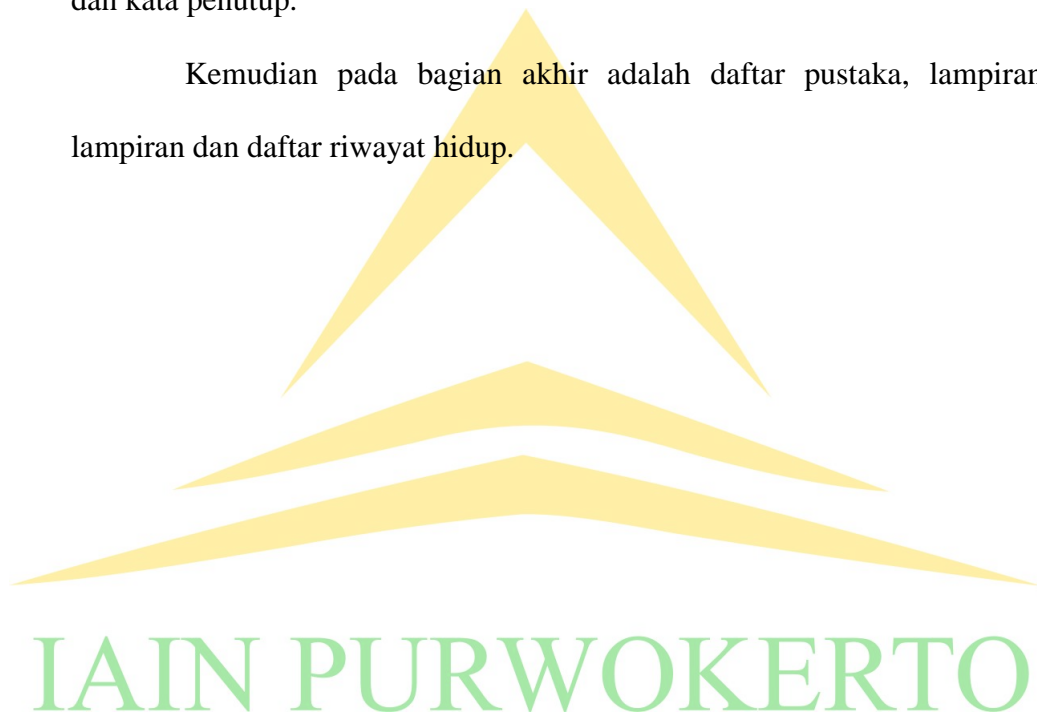 dan kata penutup.
Kemudian pada bagian akhir adalah daftar pustaka, lampiran
lampiran dan daftar riwayat hidup.
IAIN PURWOKERTO